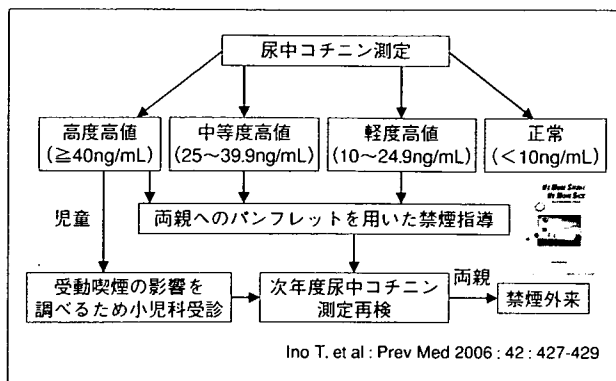 尿中コチニン測定
高度高値
(≧40ng/mL)
中等度高値
(25～39.9ng/mL)
軽度高値
(10～24.9ng/mL)
正常
(<10ng/mL)
児童
両親へのパンフレットを用いた禁煙指導
受動喫煙の影響を
調べるため小児科受診
次年度尿中コチニン
測定再検
両親
禁煙外来
Ino T. et al : Prev Med 2006 : 42 : 427-429